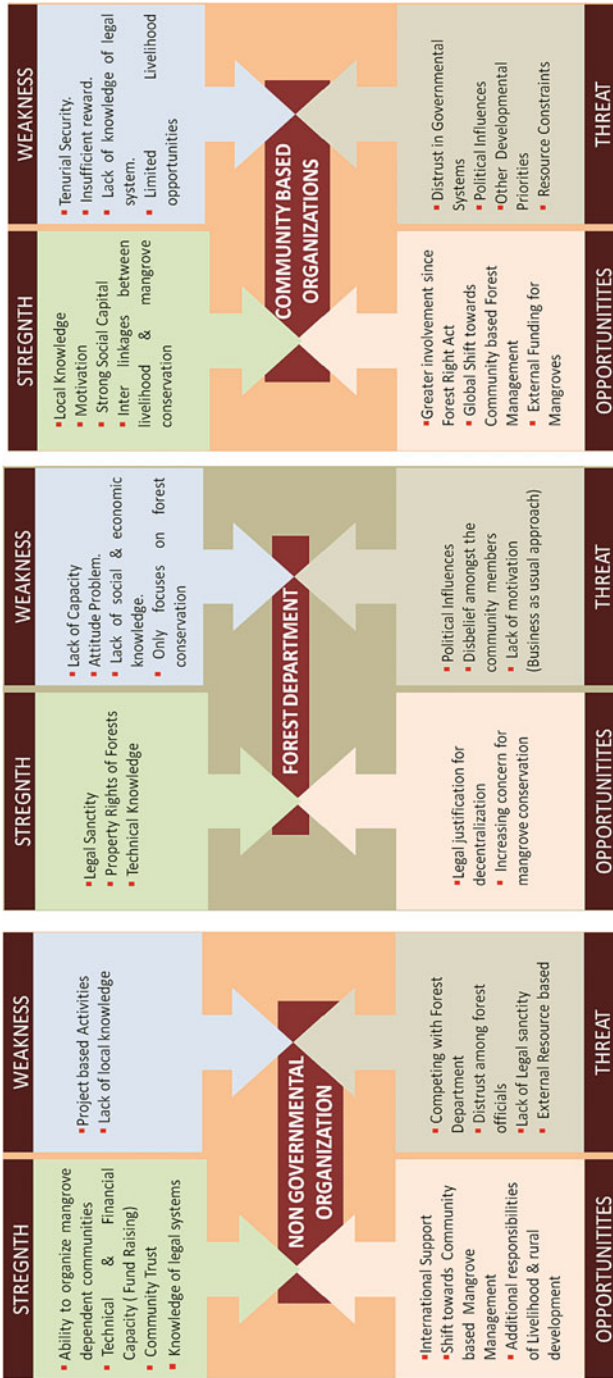 STREGNTH
Ability to organize mangrove
dependent communities
Technical & Financial
Capacity ( Fund Raising)
Community Trust
Knowledge of legal systems
WEAKNESS
Project based Activities
Lack of local knowledge
NON GOVERNMENTAL
ORGANIZATION
International Support
Shift towards Community
based Mangrove
Management
Additional responsibilities
of Livelihood & rural
development
OPPORTUNITITES
Competing with Forest
Department
Distrust among forest
officials
Lack of Legal sanctity
External Resource based
THREAT
STREGNTH
Legal Sanctity
Property Rights of Forests
Technical Knowledge
WEAKNESS
Lack of Capacity
Attitude Problem.
Lack of social & economic
knowledge.
Only focuses on forest
conservation
FOREST DEPARTMENT
Legal justification for
decentralization
Increasing concern for
mangrove conservation
OPPORTUNITITES
Political Influences
Disbelief amongst the
community members
Lack of motivation
(Business as usual approach)
THREAT
STREGNTH
Local Knowledge
Motivation
Strong Social Capital
Inter linkages between
livelihood & mangrove
conservation
WEAKNESS
Tenurial Security.
Insufficient reward.
Lack of knowledge of legal
system.
Limited Livelihood
opportunities
COMMUNITY BASED
ORGANIZATIONS
Greater involvement since
Forest Right Act
Global Shift towards
Community based Forest
Management
External Funding for
Mangroves
OPPORTUNITITES
Distrust in Governmental
Systems
Political Influences
Other Developmental
Priorities
Resource Constraints
THREAT